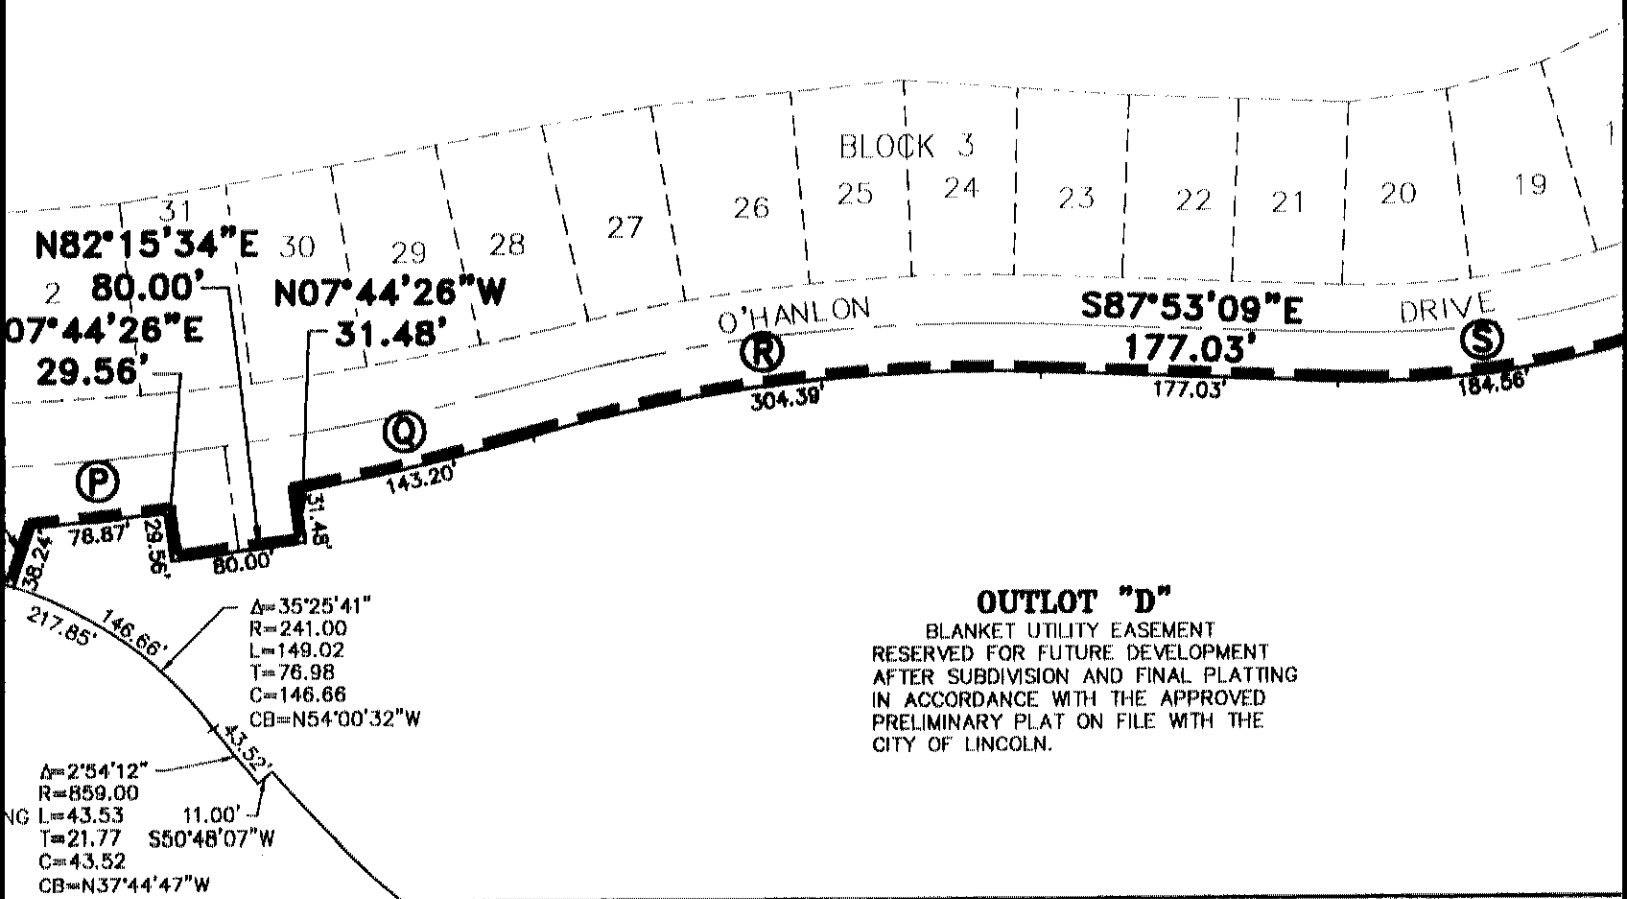 BLOCK 3
31
30
29
28
27
26
25
24
23
22
21
20
19
1
2
N82°15'34"E
80.00'
07°44'26"E
29.56'
N07°44'26"W
31.48'
O'HANLON
DRIVE
S87°53'09"E
177.03'
P
Q
R
S
78.87'
29.56'
38.24'
80.00'
31.48'
143.20'
304.39'
177.03'
184.56'
217.85'
146.66'
Δ=35°25'41"
R=241.00
L=149.02
T=76.98
C=146.66
CB=N54°00'32"W
43.52'
Δ=2°54'12"
R=859.00
NG L=43.53
T=21.77
C=43.52
CB=N37°44'47"W
11.00'
S50°48'07"W
OUTLOT "D"
BLANKET UTILITY EASEMENT
RESERVED FOR FUTURE DEVELOPMENT
AFTER SUBDIVISION AND FINAL PLATTING
IN ACCORDANCE WITH THE APPROVED
PRELIMINARY PLAT ON FILE WITH THE
CITY OF LINCOLN.